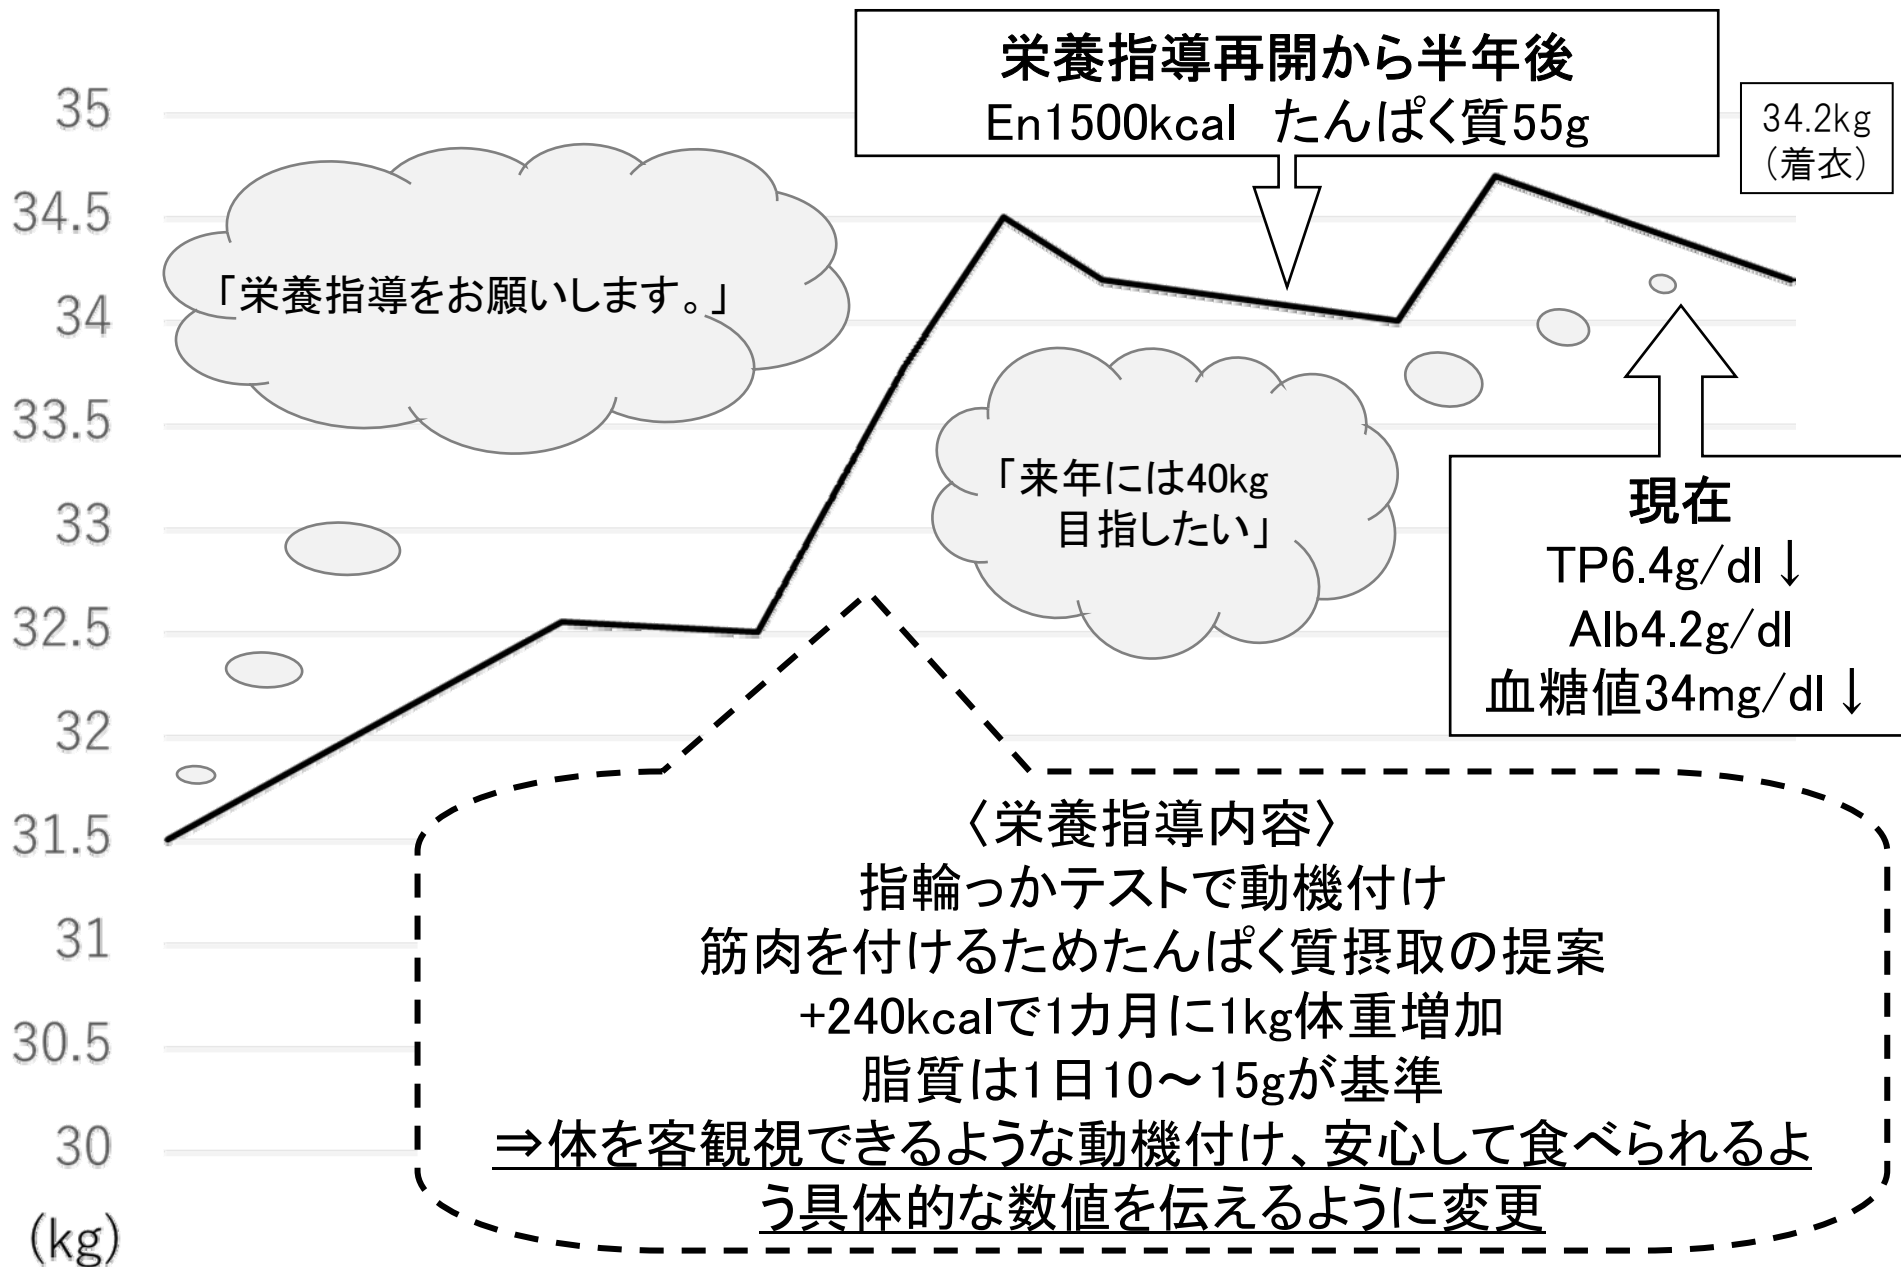 栄養指導再開から半年後
En1500kcal　たんぱく質55g
34.2kg
（着衣）
35
34.5
34
33.5
33
32.5
32
31.5
31
30.5
30
(kg)
「栄養指導をお願いします。」
「来年には40kg
目指したい」
現在
TP6.4g/dl↓
Alb4.2g/dl
血糖値34mg/dl↓
〈栄養指導内容〉
指輪っかテストで動機付け
筋肉を付けるためたんぱく質摂取の提案
+240kcalで1カ月に1kg体重増加
脂質は1日10～15gが基準
⇒体を客観視できるような動機付け、安心して食べられるよ
う具体的な数値を伝えるように変更